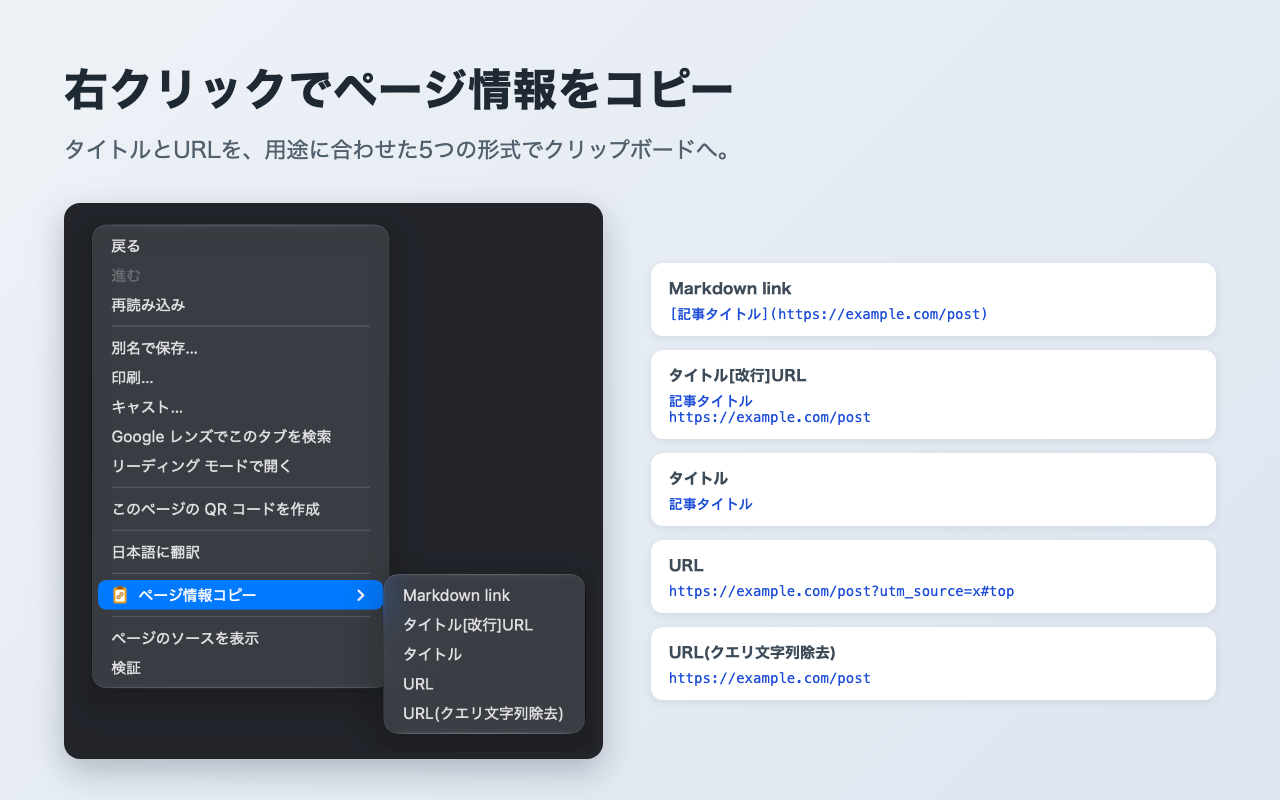 右クリックでページ情報をコピー
タイトルとURLを、用途に合わせた5つの形式でクリップボードへ。
戻る
進む
再読み込み
別名で保存...
印刷...
キャスト...
Google レンズでこのタブを検索
リーディング モードで開く
このページの QR コードを作成
日本語に翻訳
ページ情報コピー
ページのソースを表示
検証
Markdown link
タイトル[改行]URL
タイトル
URL
URL(クエリ文字列除去)
Markdown link
[記事タイトル](https://example.com/post)
タイトル[改行]URL
記事タイトル
https://example.com/post
タイトル
記事タイトル
URL
https://example.com/post?utm_source=x#top
URL(クエリ文字列除去)
https://example.com/post